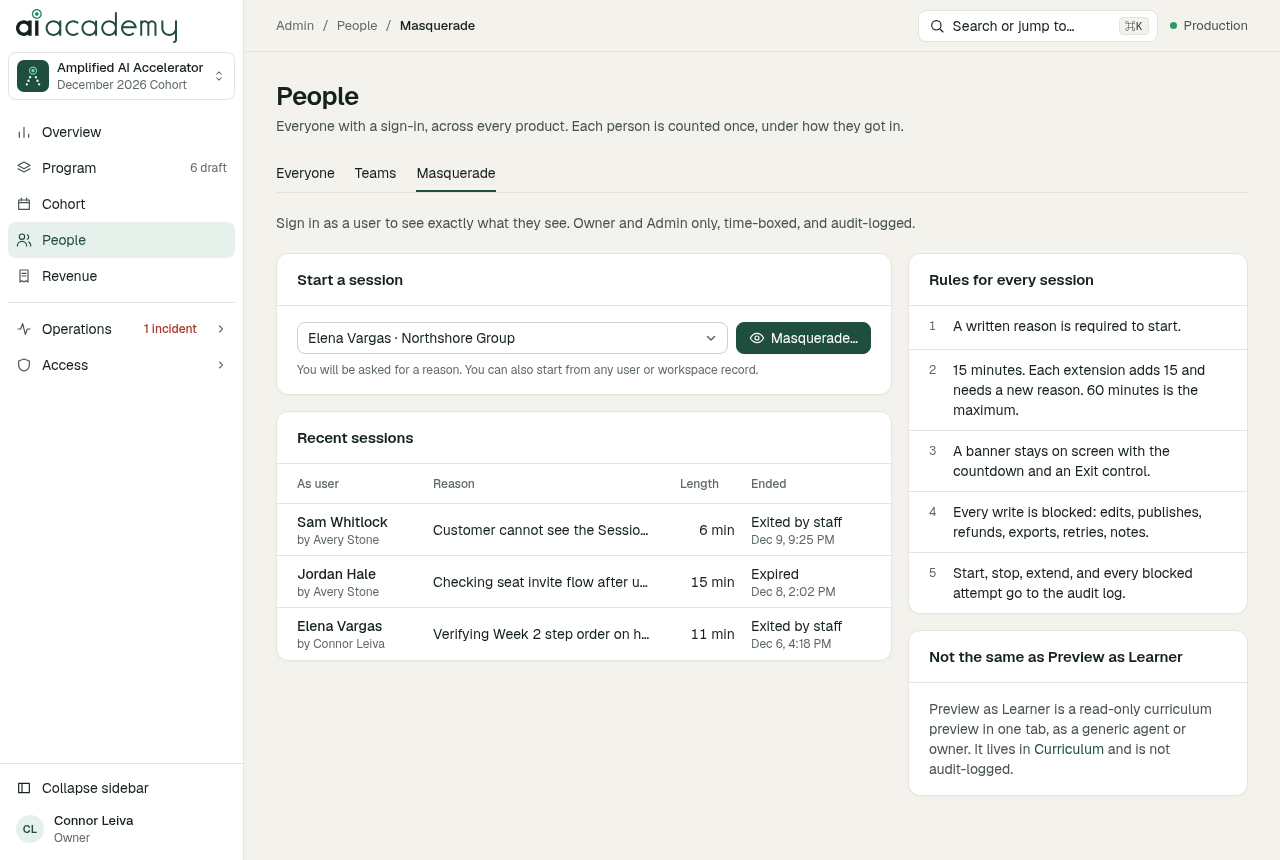 ai academy
Amplified AI Accelerator
December 2026 Cohort
Overview
Program 6 draft
Cohort
People
Revenue
Operations 1 incident
Access
Collapse sidebar
CL
Connor Leiva
Owner
Admin / People / Masquerade
Search or jump to… ⌘K
Production
People
Everyone with a sign-in, across every product. Each person is counted once, under how they got in.
Everyone Teams Masquerade
Sign in as a user to see exactly what they see. Owner and Admin only, time-boxed, and audit-logged.
Start a session
Elena Vargas · Northshore Group
Masquerade…
You will be asked for a reason. You can also start from any user or workspace record.
Recent sessions
As user Reason Length Ended
Sam Whitlock
by Avery Stone
Customer cannot see the Sessio…
6 min
Exited by staff
Dec 9, 9:25 PM
Jordan Hale
by Avery Stone
Checking seat invite flow after u…
15 min
Expired
Dec 8, 2:02 PM
Elena Vargas
by Connor Leiva
Verifying Week 2 step order on h…
11 min
Exited by staff
Dec 6, 4:18 PM
Rules for every session
1 A written reason is required to start.
2 15 minutes. Each extension adds 15 and
needs a new reason. 60 minutes is the
maximum.
3 A banner stays on screen with the
countdown and an Exit control.
4 Every write is blocked: edits, publishes,
refunds, exports, retries, notes.
5 Start, stop, extend, and every blocked
attempt go to the audit log.
Not the same as Preview as Learner
Preview as Learner is a read-only curriculum
preview in one tab, as a generic agent or
owner. It lives in Curriculum and is not
audit-logged.